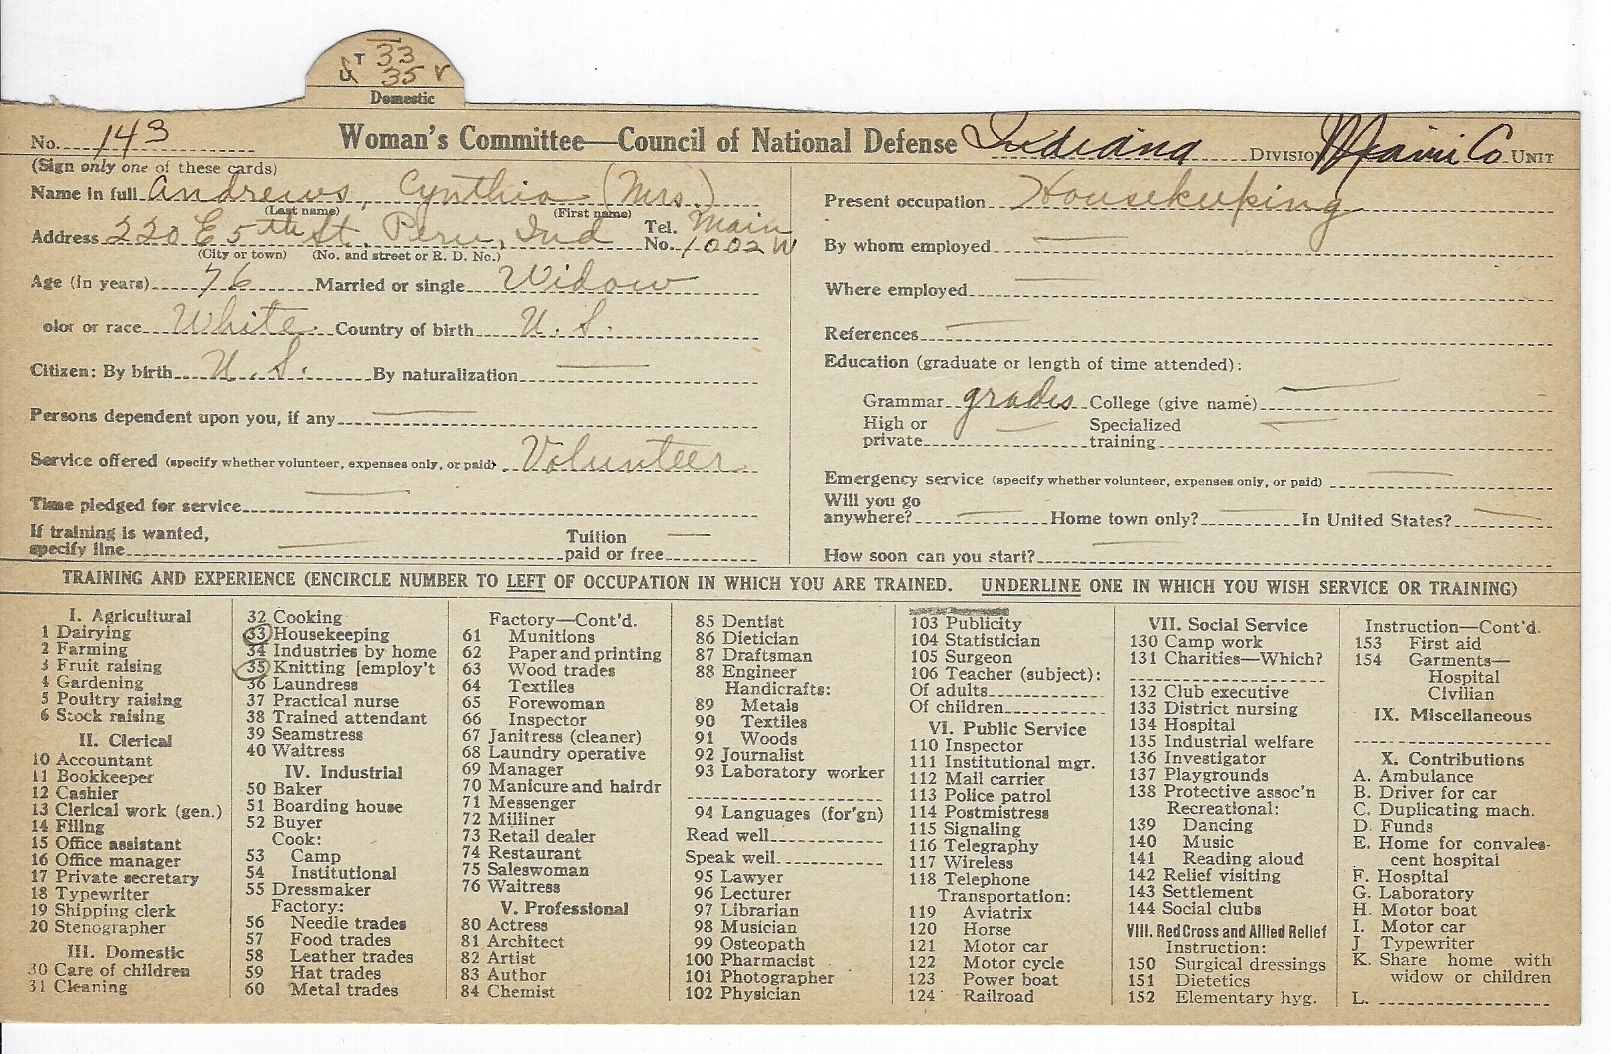 T 33
& 35 v
Domestic
No. 143 Woman's Committee—Council of National Defense Indiana DIVISION Miami Co UNIT
(Sign only one of these cards)
Name in full Andrews, Cynthia (Mrs.)
(Last name) (First name)
Address 220 E 5th St. Peru, Ind Tel. No. Main 1002 W
(City or town) (No. and street or R. D. No.)
Age (in years) 76 Married or single Widow
olor or race White. Country of birth U. S.
Citizen: By birth U. S. By naturalization
Persons dependent upon you, if any
Service offered (specify whether volunteer, expenses only, or paid) Volunteer
Time pledged for service
If training is wanted,
specify line
Tuition
paid or free
Present occupation Housekeeping
By whom employed
Where employed
References
Education (graduate or length of time attended):
Grammar grades College (give name)
High or
private
Specialized
training
Emergency service (specify whether volunteer, expenses only, or paid)
Will you go
anywhere? Home town only? In United States?
How soon can you start?
TRAINING AND EXPERIENCE (ENCIRCLE NUMBER TO LEFT OF OCCUPATION IN WHICH YOU ARE TRAINED. UNDERLINE ONE IN WHICH YOU WISH SERVICE OR TRAINING)
I. Agricultural
1 Dairying
2 Farming
3 Fruit raising
4 Gardening
5 Poultry raising
6 Stock raising
II. Clerical
10 Accountant
11 Bookkeeper
12 Cashier
13 Clerical work (gen.)
14 Filing
15 Office assistant
16 Office manager
17 Private secretary
18 Typewriter
19 Shipping clerk
20 Stenographer
III. Domestic
30 Care of children
31 Cleaning
32 Cooking
33 Housekeeping
34 Industries by home
35 Knitting [employ't
36 Laundress
37 Practical nurse
38 Trained attendant
39 Seamstress
40 Waitress
IV. Industrial
50 Baker
51 Boarding house
52 Buyer
Cook:
53 Camp
54 Institutional
55 Dressmaker
Factory:
56 Needle trades
57 Food trades
58 Leather trades
59 Hat trades
60 Metal trades
Factory—Cont'd.
61 Munitions
62 Paper and printing
63 Wood trades
64 Textiles
65 Forewoman
66 Inspector
67 Janitress (cleaner)
68 Laundry operative
69 Manager
70 Manicure and hairdr
71 Messenger
72 Milliner
73 Retail dealer
74 Restaurant
75 Saleswoman
76 Waitress
V. Professional
80 Actress
81 Architect
82 Artist
83 Author
84 Chemist
85 Dentist
86 Dietician
87 Draftsman
88 Engineer
Handicrafts:
89 Metals
90 Textiles
91 Woods
92 Journalist
93 Laboratory worker
94 Languages (for'gn)
Read well
Speak well
95 Lawyer
96 Lecturer
97 Librarian
98 Musician
99 Osteopath
100 Pharmacist
101 Photographer
102 Physician
103 Publicity
104 Statistician
105 Surgeon
106 Teacher (subject):
Of adults
Of children
VI. Public Service
110 Inspector
111 Institutional mgr.
112 Mail carrier
113 Police patrol
114 Postmistress
115 Signaling
116 Telegraphy
117 Wireless
118 Telephone
Transportation:
119 Aviatrix
120 Horse
121 Motor car
122 Motor cycle
123 Power boat
124 Railroad
VII. Social Service
130 Camp work
131 Charities—Which?
132 Club executive
133 District nursing
134 Hospital
135 Industrial welfare
136 Investigator
137 Playgrounds
138 Protective assoc'n
Recreational:
139 Dancing
140 Music
141 Reading aloud
142 Relief visiting
143 Settlement
144 Social clubs
VIII. Red Cross and Allied Relief
Instruction:
150 Surgical dressings
151 Dietetics
152 Elementary hyg.
Instruction—Cont'd.
153 First aid
154 Garments—
Hospital
Civilian
IX. Miscellaneous
X. Contributions
A. Ambulance
B. Driver for car
C. Duplicating mach.
D. Funds
E. Home for convales-
cent hospital
F. Hospital
G. Laboratory
H. Motor boat
I. Motor car
J. Typewriter
K. Share home with
widow or children
L.